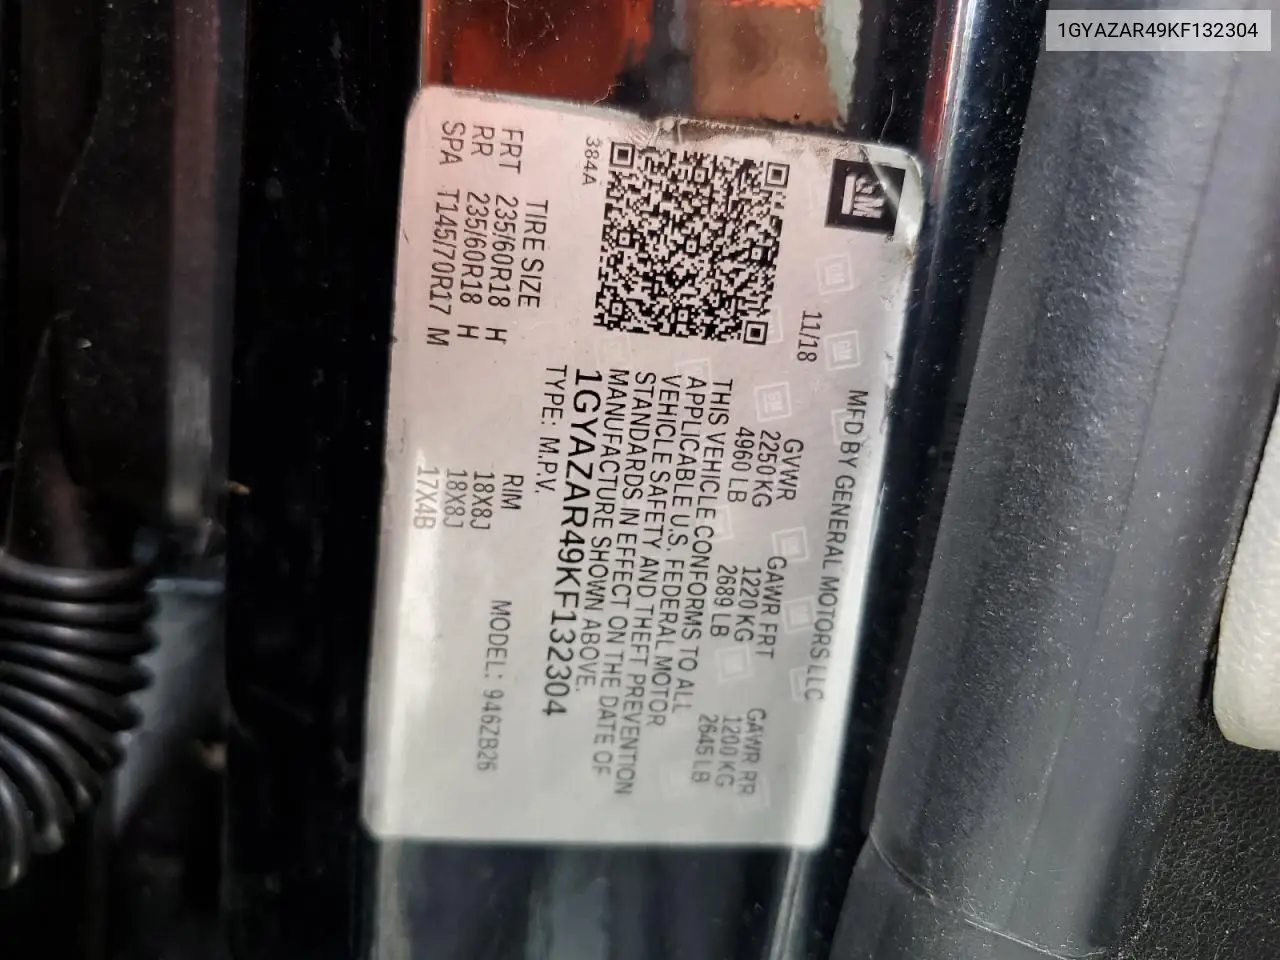 1GYAZAR49KF132304
GM
MFD BY GENERAL MOTORS LLC
11/18
GVWR GAWR FRT GAWR RR
2250 KG 1220 KG 1200 KG
4960 LB 2689 LB 2645 LB
THIS VEHICLE CONFORMS TO ALL
APPLICABLE U.S. FEDERAL MOTOR
VEHICLE SAFETY AND THEFT PREVENTION
STANDARDS IN EFFECT ON THE DATE OF
MANUFACTURE SHOWN ABOVE.
1GYAZAR49KF132304
TYPE: M.P.V. MODEL: 946ZB26
384A
TIRE SIZE RIM
FRT 235/60R18 H 18X8J
RR 235/60R18 H 18X8J
SPA T145/70R17 M 17X4B